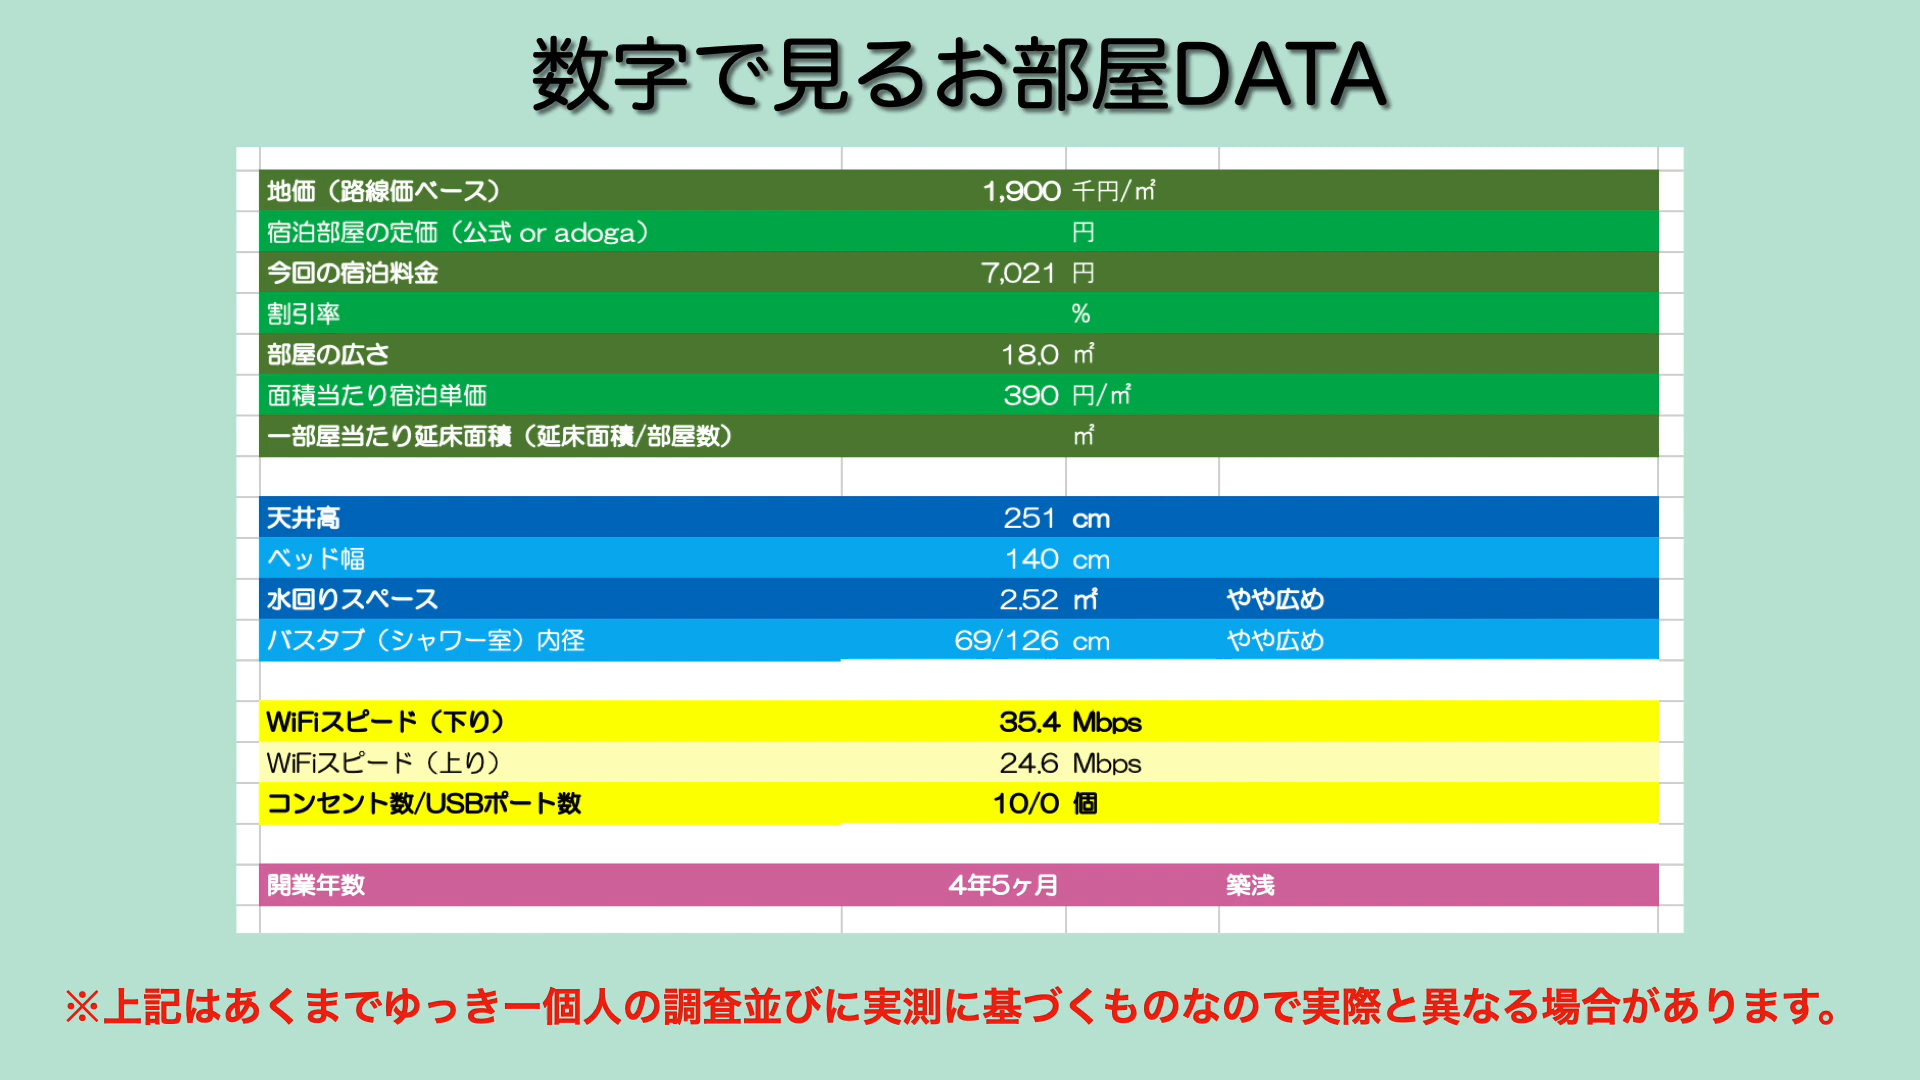 数字で見るお部屋DATA
地価（路線価ベース） 1,900 千円/㎡
宿泊部屋の定価（公式 or adoga） 円
今回の宿泊料金 7,021 円
割引率 %
部屋の広さ 18.0 ㎡
面積当たり宿泊単価 390 円/㎡
一部屋当たり延床面積（延床面積/部屋数） ㎡
天井高 251 cm
ベッド幅 140 cm
水回りスペース 2.52 ㎡ やや広め
バスタブ（シャワー室）内径 69/126 cm やや広め
WiFiスピード（下り） 35.4 Mbps
WiFiスピード（上り） 24.6 Mbps
コンセント数/USBポート数 10/0 個
開業年数 4年5ヶ月 築浅
※上記はあくまでゆっきー個人の調査並びに実測に基づくものなので実際と異なる場合があります。